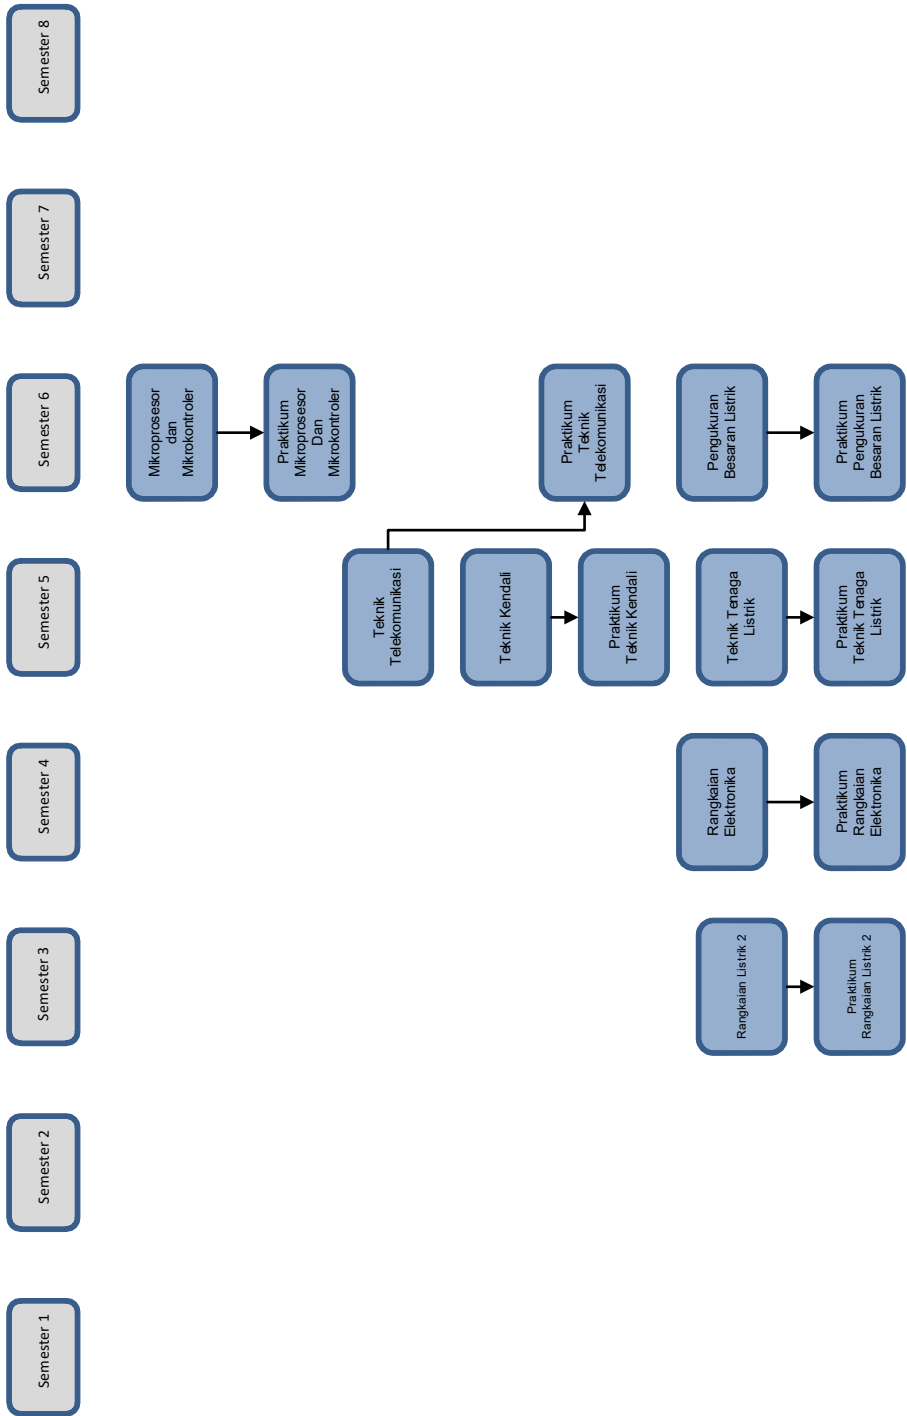 Semester 1
Semester 2
Semester 3
Semester 4
Semester 5
Semester 6
Semester 7
Semester 8
Mikroprosesor
dan
Mikrokontroler
Praktikum
Mikroprosesor
Dan
Mikrokontroler
Teknik
Telekomunikasi
Teknik Kendali
Praktikum
Teknik
Telekomunikasi
Praktikum
Teknik Kendali
Rangkaian Listrik 2
Rangkaian
Elektronika
Teknik Tenaga
Listrik
Pengukuran
Besaran Listrik
Praktikum
Rangkaian Listrik 2
Praktikum
Rangkaian
Elektronika
Praktikum
Teknik Tenaga
Listrik
Praktikum
Pengukuran
Besaran Listrik